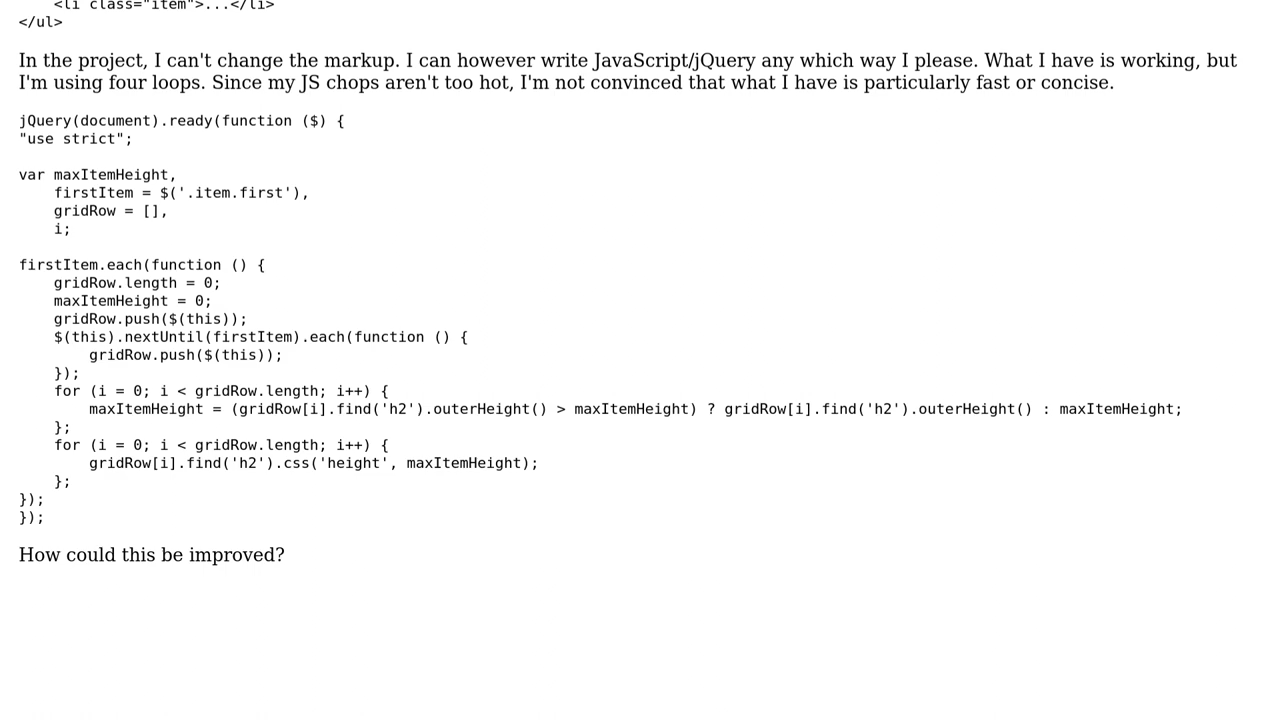 <li class="item">...</li>
</ul>
In the project, I can't change the markup. I can however write JavaScript/jQuery any which way I please. What I have is working, but
I'm using four loops. Since my JS chops aren't too hot, I'm not convinced that what I have is particularly fast or concise.
jQuery(document).ready(function ($) {
"use strict";

var maxItemHeight,
    firstItem = $('.item.first'),
    gridRow = [],
    i;

firstItem.each(function () {
    gridRow.length = 0;
    maxItemHeight = 0;
    gridRow.push($(this));
    $(this).nextUntil(firstItem).each(function () {
        gridRow.push($(this));
    });
    for (i = 0; i < gridRow.length; i++) {
        maxItemHeight = (gridRow[i].find('h2').outerHeight() > maxItemHeight) ? gridRow[i].find('h2').outerHeight() : maxItemHeight;
    };
    for (i = 0; i < gridRow.length; i++) {
        gridRow[i].find('h2').css('height', maxItemHeight);
    };
});
});
How could this be improved?